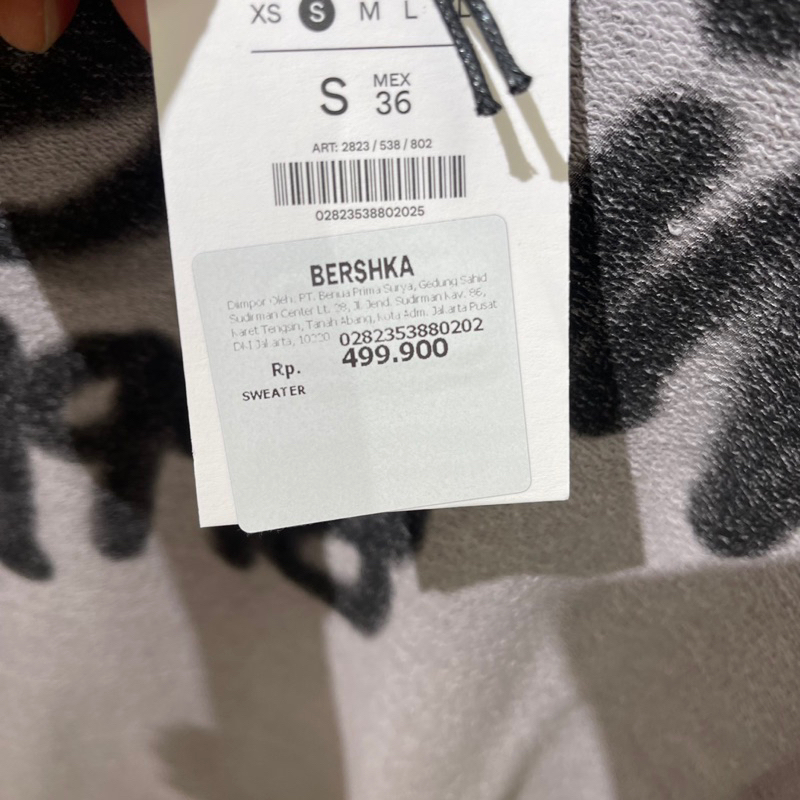 XS S M L L
S MEX
36
ART: 2823 / 538 / 802
02823538802025
BERSHKA
Diimpor Oleh. PT. Benua Prima Surya, Gedung Sahid
Sudirman Center Lt. 28, Jl Jend. Sudirman Kav. 86,
Karet Tengsin, Tanah Abang, Kota Adm. Jakarta Pusat
DKI Jakarta, 10220 0282353880202
Rp. 499.900
SWEATER